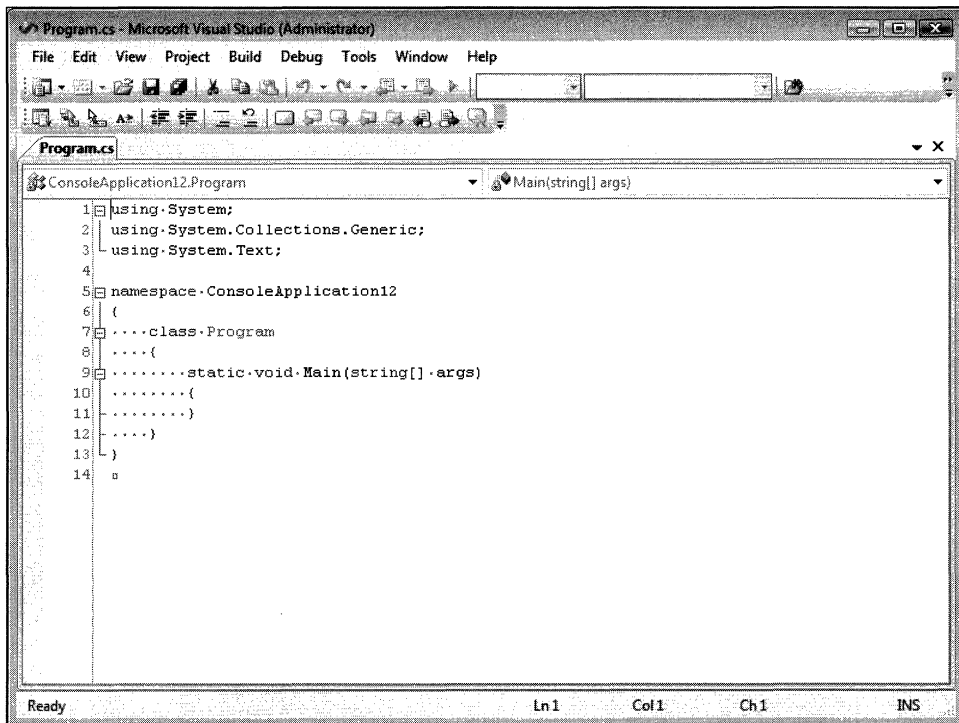 Program.cs - Microsoft Visual Studio (Administrator)
File Edit View Project Build Debug Tools Window Help
Program.cs
ConsoleApplication12.Program
Main(string[] args)
1 using·System;
2 using·System.Collections.Generic;
3 using·System.Text;
4
5 namespace·ConsoleApplication12
6 {
7 ····class·Program
8 ····{
9 ········static·void·Main(string[]·args)
10 ········{
11 ········}
12 ····}
13 }
14
Ready Ln 1 Col 1 Ch 1 INS